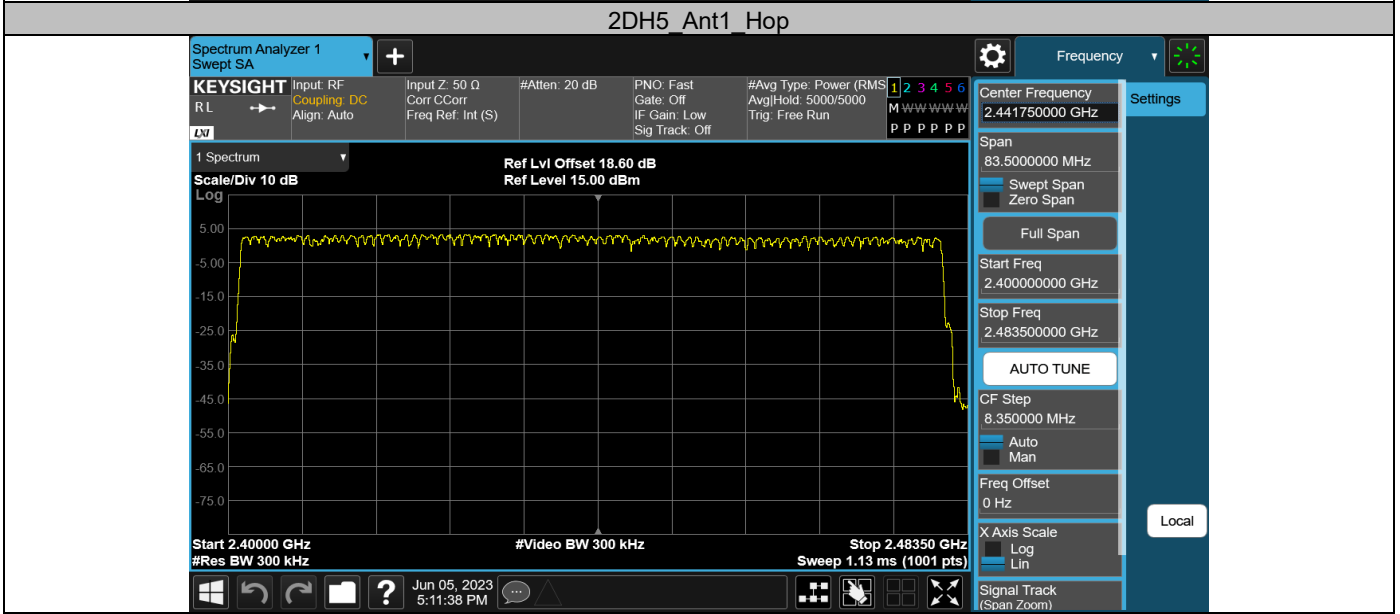 2DH5_Ant1_Hop
Spectrum Analyzer 1
Swept SA
+
Frequency
KEYSIGHT
R L
LXI
Input: RF
Coupling: DC
Align: Auto
Input Z: 50 Ω
Corr CCorr
Freq Ref: Int (S)
#Atten: 20 dB
PNO: Fast
Gate: Off
IF Gain: Low
Sig Track: Off
#Avg Type: Power (RMS
Avg|Hold: 5000/5000
Trig: Free Run
1 2 3 4 5 6
M W W W W W
P P P P P P
1 Spectrum
Scale/Div 10 dB
Ref Lvl Offset 18.60 dB
Ref Level 15.00 dBm
Log
5.00
-5.00
-15.0
-25.0
-35.0
-45.0
-55.0
-65.0
-75.0
Start 2.40000 GHz
#Res BW 300 kHz
#Video BW 300 kHz
Stop 2.48350 GHz
Sweep 1.13 ms (1001 pts)
Center Frequency
2.441750000 GHz
Span
83.5000000 MHz
Swept Span
Zero Span
Full Span
Start Freq
2.400000000 GHz
Stop Freq
2.483500000 GHz
AUTO TUNE
CF Step
8.350000 MHz
Auto
Man
Freq Offset
0 Hz
X Axis Scale
Log
Lin
Signal Track
(Span Zoom)
Settings
Local
?
Jun 05, 2023
5:11:38 PM